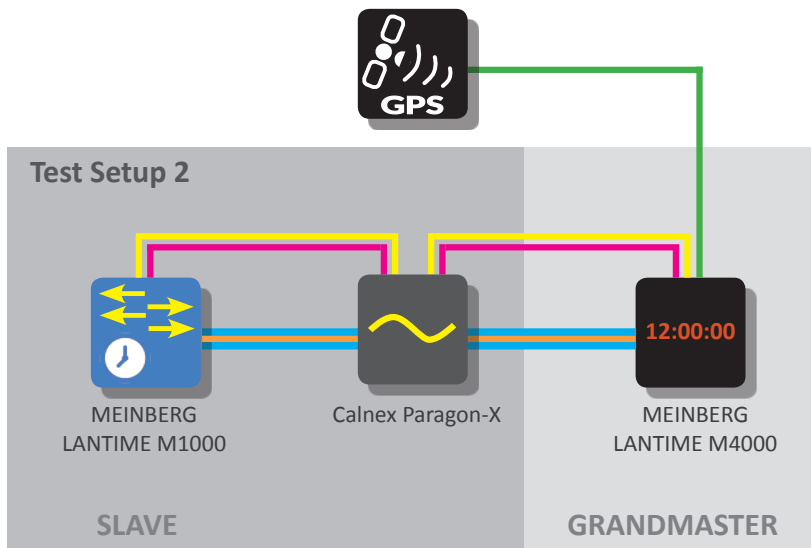 GPS
Test Setup 2
12:00:00
MEINBERG
LANTIME M1000
Calnex Paragon-X
MEINBERG
LANTIME M4000
SLAVE
GRANDMASTER